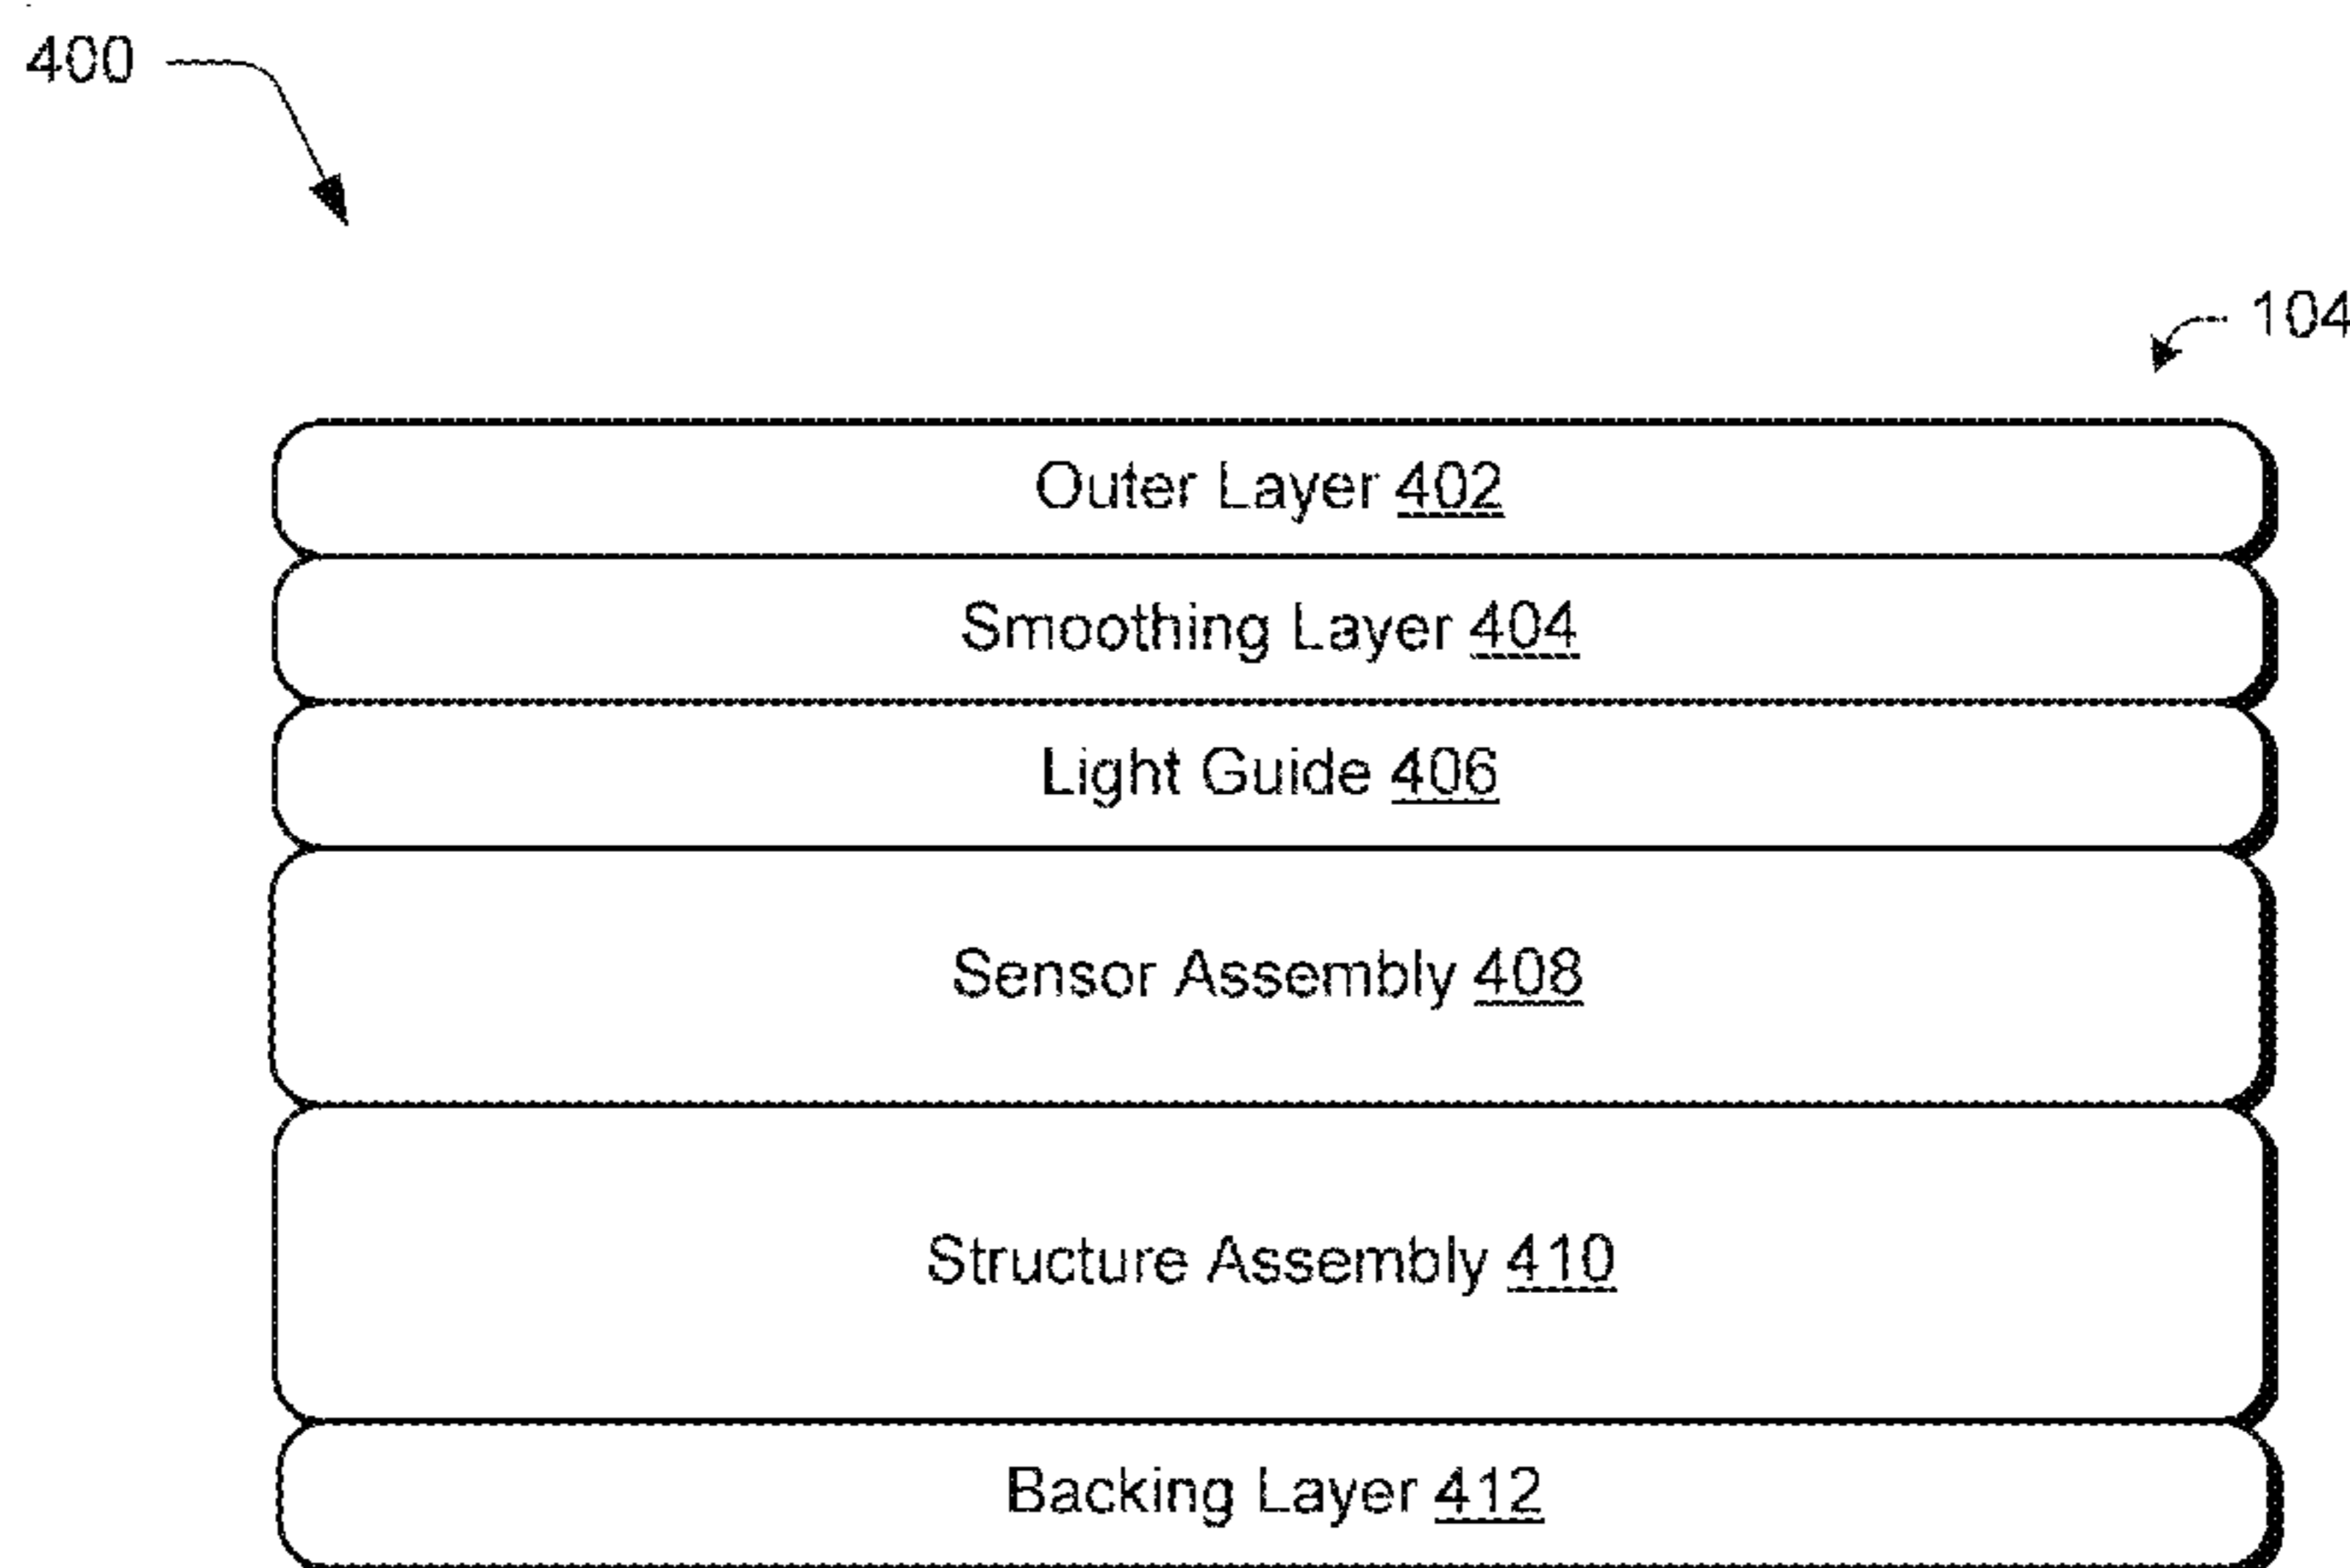 400
104
Outer Layer 402
Smoothing Layer 404
Light Guide 406
Sensor Assembly 408
Structure Assembly 410
Backing Layer 412